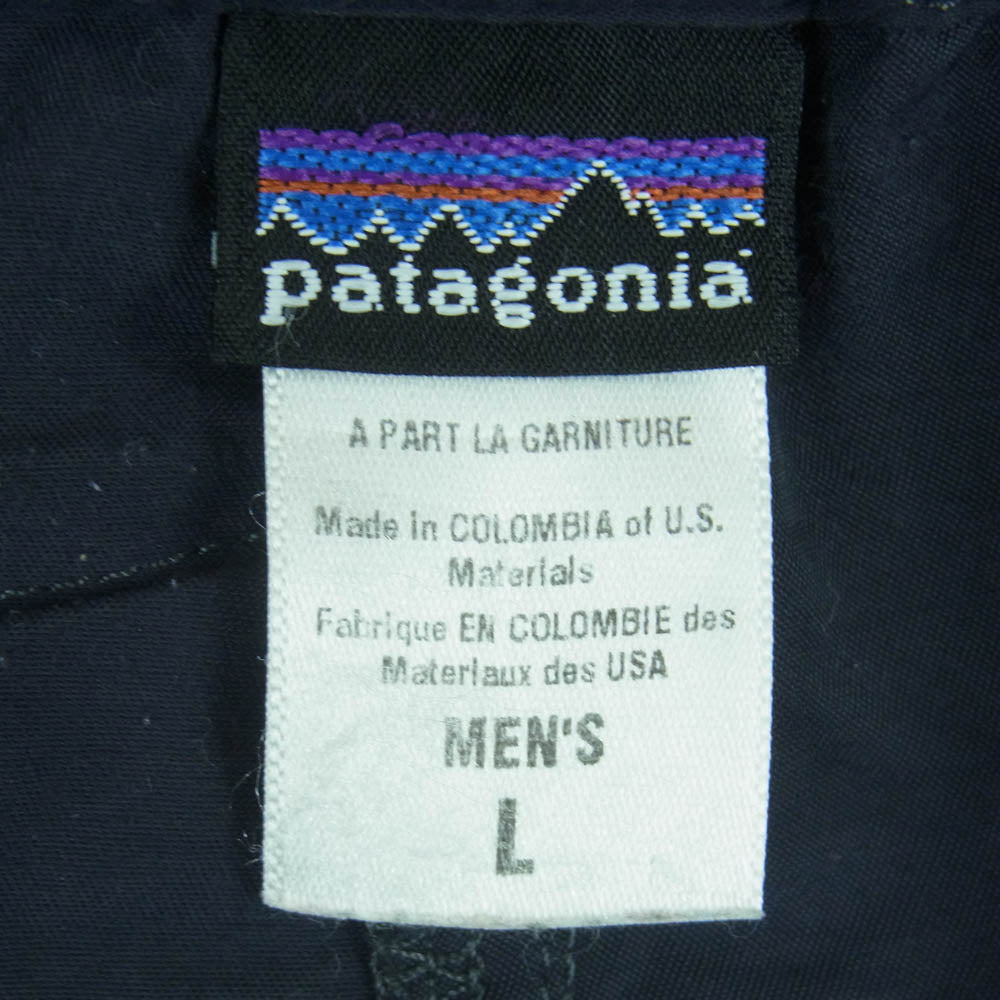 patagonia
A PART LA GARNITURE
Made in COLOMBIA of U.S.
Materials
Fabrique EN COLOMBIE des
Materiaux des USA
MEN'S
L